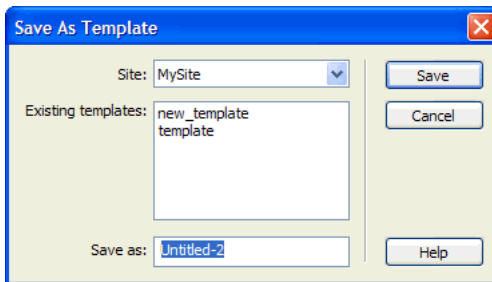 Save As Template
Site: MySite
Save
Existing templates: new_template
template
Cancel
Save as: Untitled-2
Help